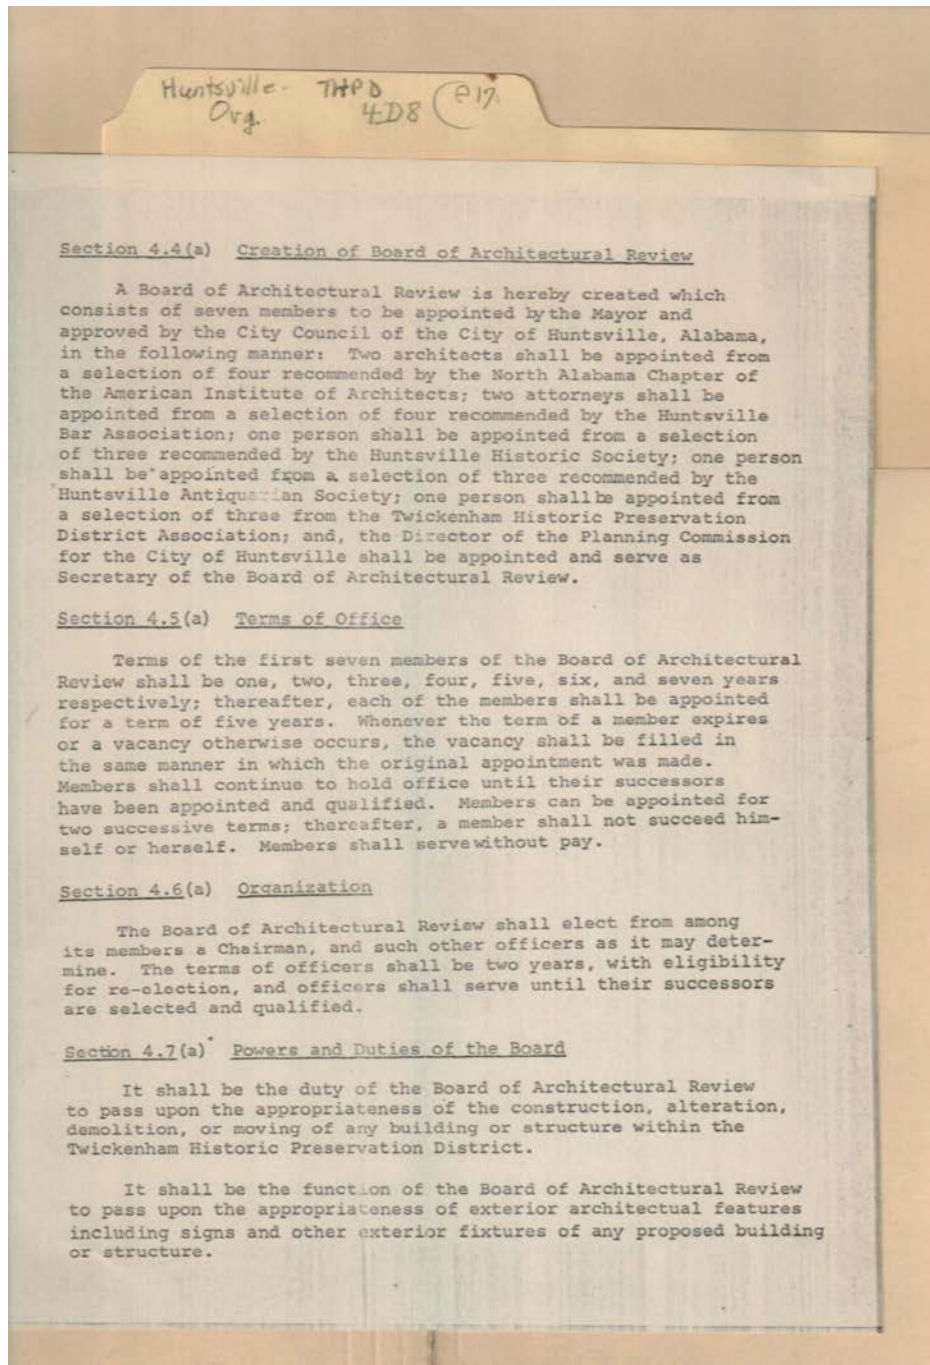 Huntsville- THPD
Org. 4D8 (P17.
Section 4.4(a) Creation of Board of Architectural Review
A Board of Architectural Review is hereby created which
consists of seven members to be appointed by the Mayor and
approved by the City Council of the City of Huntsville, Alabama,
in the following manner: Two architects shall be appointed from
a selection of four recommended by the North Alabama Chapter of
the American Institute of Architects; two attorneys shall be
appointed from a selection of four recommended by the Huntsville
Bar Association; one person shall be appointed from a selection
of three recommended by the Huntsville Historic Society; one person
shall be appointed from a selection of three recommended by the
Huntsville Antiquarian Society; one person shall be appointed from
a selection of three from the Twickenham Historic Preservation
District Association; and, the Director of the Planning Commission
for the City of Huntsville shall be appointed and serve as
Secretary of the Board of Architectural Review.
Section 4.5(a) Terms of Office
Terms of the first seven members of the Board of Architectural
Review shall be one, two, three, four, five, six, and seven years
respectively; thereafter, each of the members shall be appointed
for a term of five years. Whenever the term of a member expires
or a vacancy otherwise occurs, the vacancy shall be filled in
the same manner in which the original appointment was made.
Members shall continue to hold office until their successors
have been appointed and qualified. Members can be appointed for
two successive terms; thereafter, a member shall not succeed him-
self or herself. Members shall serve without pay.
Section 4.6(a) Organization
The Board of Architectural Review shall elect from among
its members a Chairman, and such other officers as it may deter-
mine. The terms of officers shall be two years, with eligibility
for re-election, and officers shall serve until their successors
are selected and qualified.
Section 4.7(a) Powers and Duties of the Board
It shall be the duty of the Board of Architectural Review
to pass upon the appropriateness of the construction, alteration,
demolition, or moving of any building or structure within the
Twickenham Historic Preservation District.
It shall be the function of the Board of Architectural Review
to pass upon the appropriateness of exterior architectual features
including signs and other exterior fixtures of any proposed building
or structure.